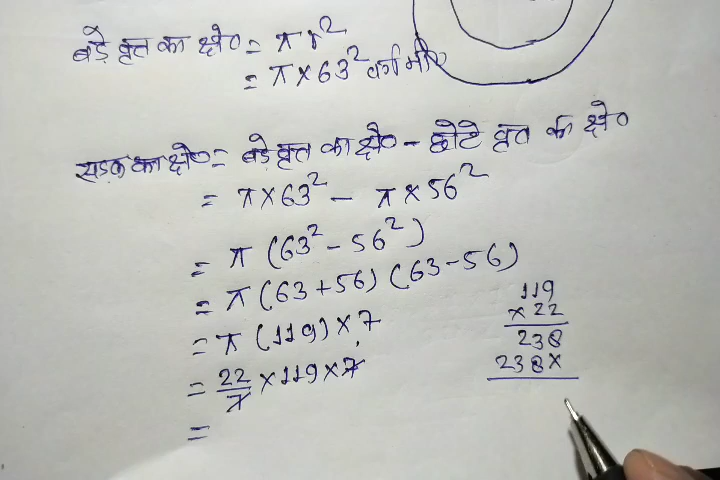 बड़े वृत्त का क्षे० = π r²
= π × 63² वर्ग मी०
सड़क का क्षे० = बड़े वृत्त का क्षे० – छोटे वृत्त का क्षे०
= π × 63² – π × 56²
= π (63² – 56²)
= π (63 + 56) (63 – 56)
= π (119) × 7
= 22/7 × 119 × 7
=
119
× 22
238
238×